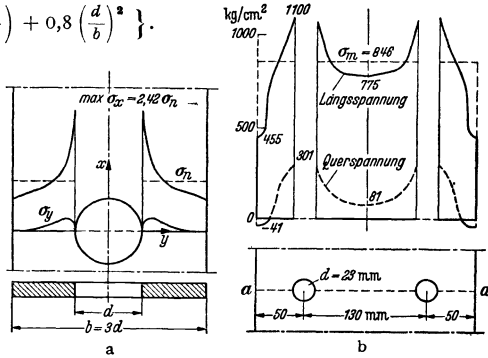 ) + 0,8 (d/b)² }.
kg/cm²
1100
1000
σm = 846
775
Längsspannung
500
455
301
Querspannung
81
0
-41
a
d = 23 mm
a
50
130 mm
50
b
max σx = 2,42 σn
x
σn
σy
y
d
b = 3d
a